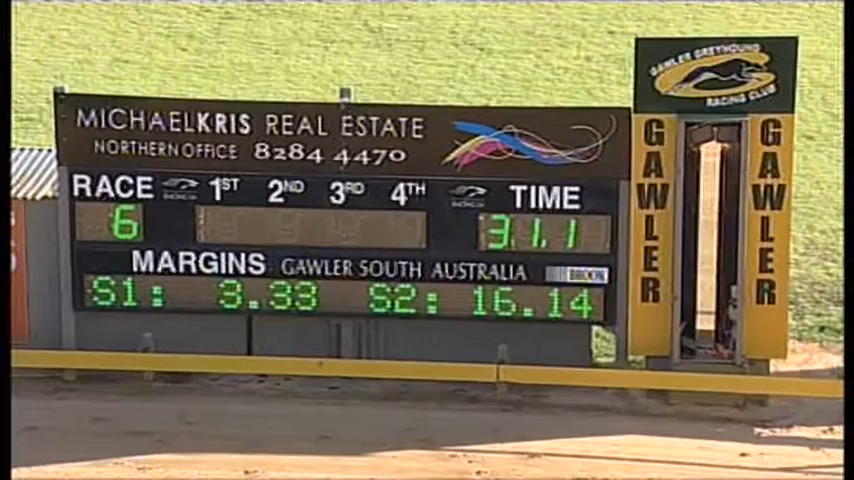 GAWLER GREYHOUND
RACING CLUB
MICHAELKRIS REAL ESTATE
NORTHERN OFFICE 8284 4470
RACE 1ST 2ND 3RD 4TH TIME
6 31.1
MARGINS GAWLER SOUTH AUSTRALIA
S1: 3.33 S2: 16.14
GAWLER
GAWLER